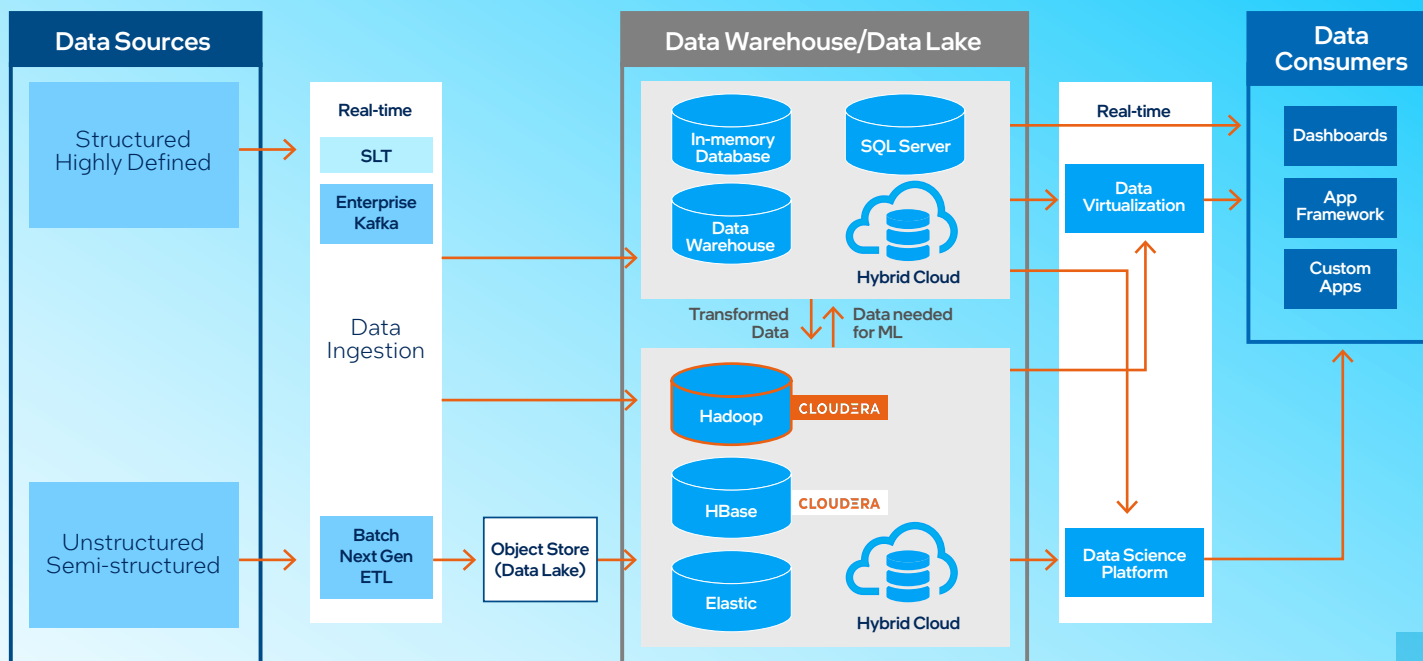 Data Sources
Structured
Highly Defined
Unstructured
Semi-structured
Real-time
SLT
Enterprise
Kafka
Data
Ingestion
Batch
Next Gen
ETL
Object Store
(Data Lake)
Data Warehouse/Data Lake
In-memory
Database
SQL Server
Data
Warehouse
Hybrid Cloud
Transformed
Data
Data needed
for ML
Hadoop
CLOUDERA
HBase
CLOUDERA
Elastic
Hybrid Cloud
Real-time
Data
Virtualization
Data Science
Platform
Data
Consumers
Dashboards
App
Framework
Custom
Apps